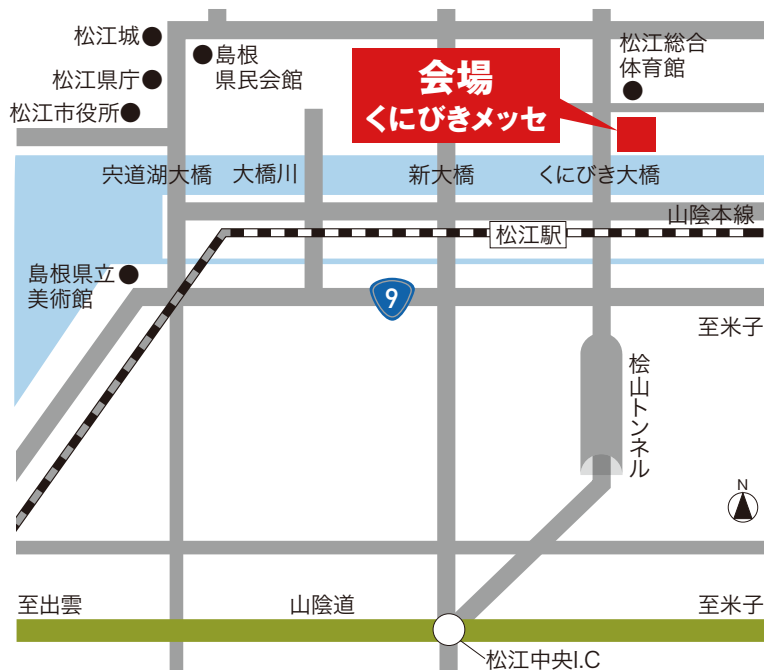 松江城
島根
県民会館
松江県庁
松江市役所
会場
くにびきメッセ
松江総合
体育館
宍道湖大橋
大橋川
新大橋
くにびき大橋
山陰本線
松江駅
島根県立
美術館
9
至米子
桧山トンネル
N
至出雲
山陰道
至米子
松江中央I.C